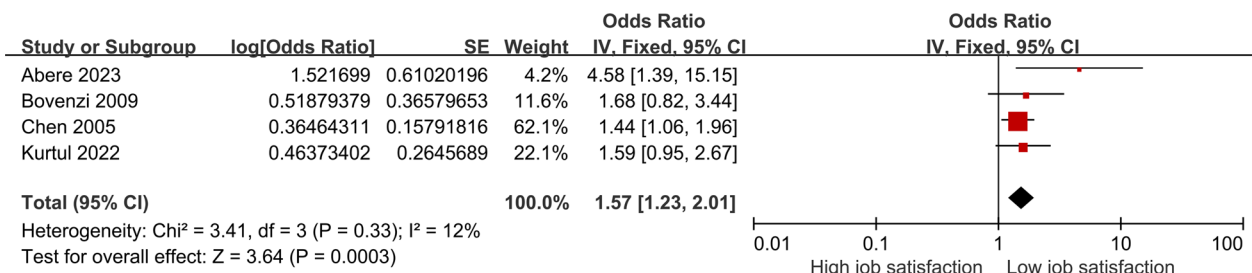 Odds Ratio Odds Ratio
Study or Subgroup log[Odds Ratio] SE Weight IV, Fixed, 95% CI IV, Fixed, 95% CI
Abere 2023 1.521699 0.61020196 4.2% 4.58 [1.39, 15.15]
Bovenzi 2009 0.51879379 0.36579653 11.6% 1.68 [0.82, 3.44]
Chen 2005 0.36464311 0.15791816 62.1% 1.44 [1.06, 1.96]
Kurtul 2022 0.46373402 0.2645689 22.1% 1.59 [0.95, 2.67]
Total (95% CI) 100.0% 1.57 [1.23, 2.01]
Heterogeneity: Chi² = 3.41, df = 3 (P = 0.33); I² = 12%
Test for overall effect: Z = 3.64 (P = 0.0003)
0.01 0.1 1 10 100
High job satisfaction Low job satisfaction